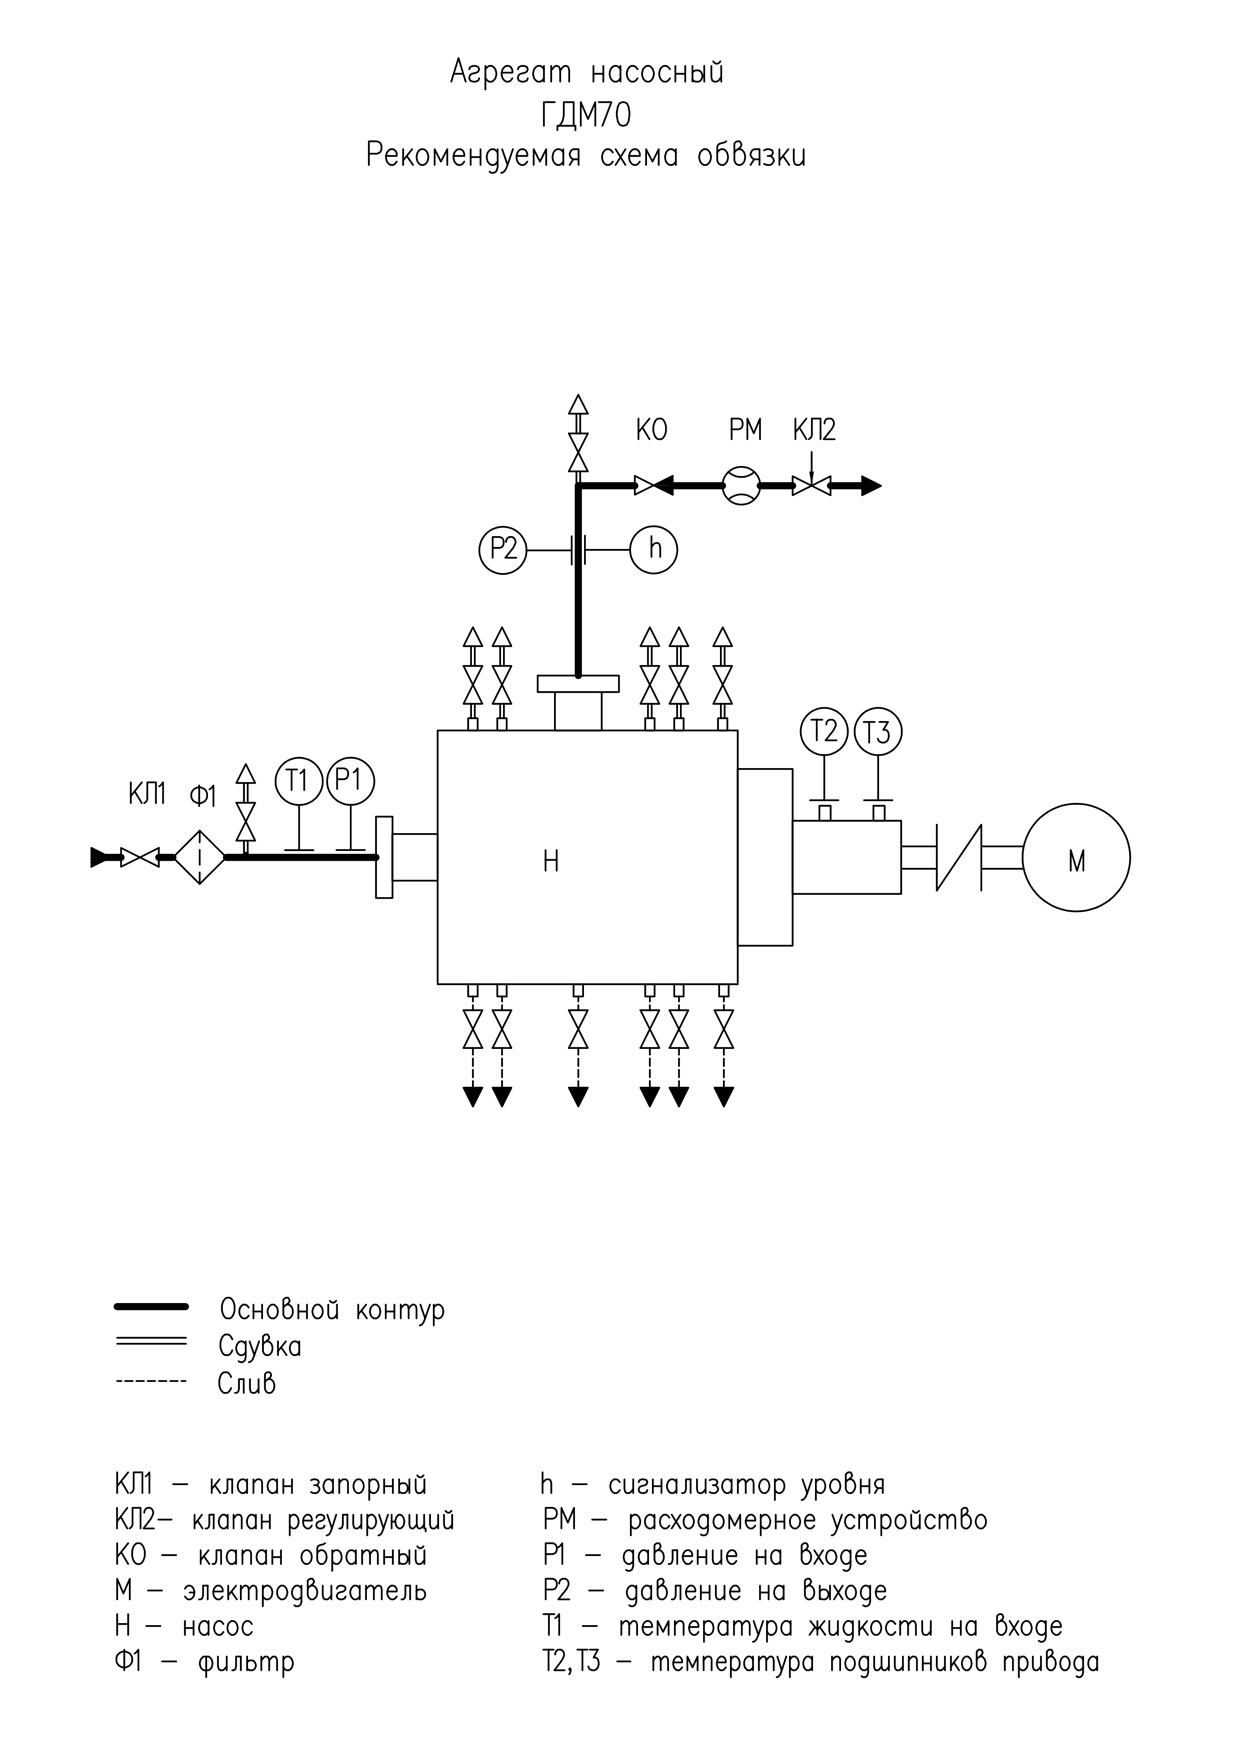 Агрегат насосный
ГДМ70
Рекомендуемая схема обвязки
КО РМ КЛ2
Р2 h
Т2 Т3
КЛ1 Ф1 Т1 Р1
Н М
Основной контур
Сдувка
Слив
КЛ1 – клапан запорный
КЛ2– клапан регулирующий
КО – клапан обратный
М – электродвигатель
Н – насос
Ф1 – фильтр
h – сигнализатор уровня
РМ – расходомерное устройство
Р1 – давление на входе
Р2 – давление на выходе
Т1 – температура жидкости на входе
Т2,Т3 – температура подшипников привода